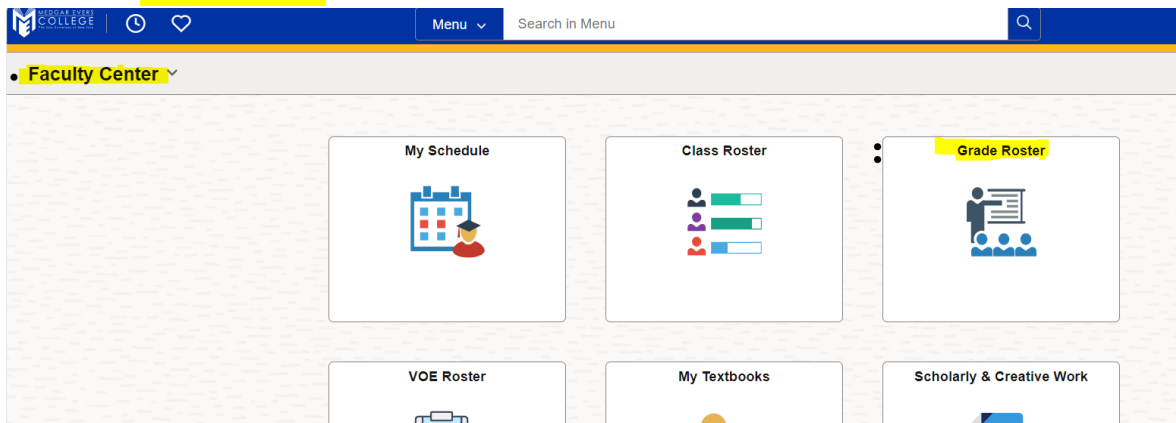 MEDGAR EVERS
COLLEGE
Menu
Search in Menu
Faculty Center
My Schedule
Class Roster
Grade Roster
VOE Roster
My Textbooks
Scholarly & Creative Work